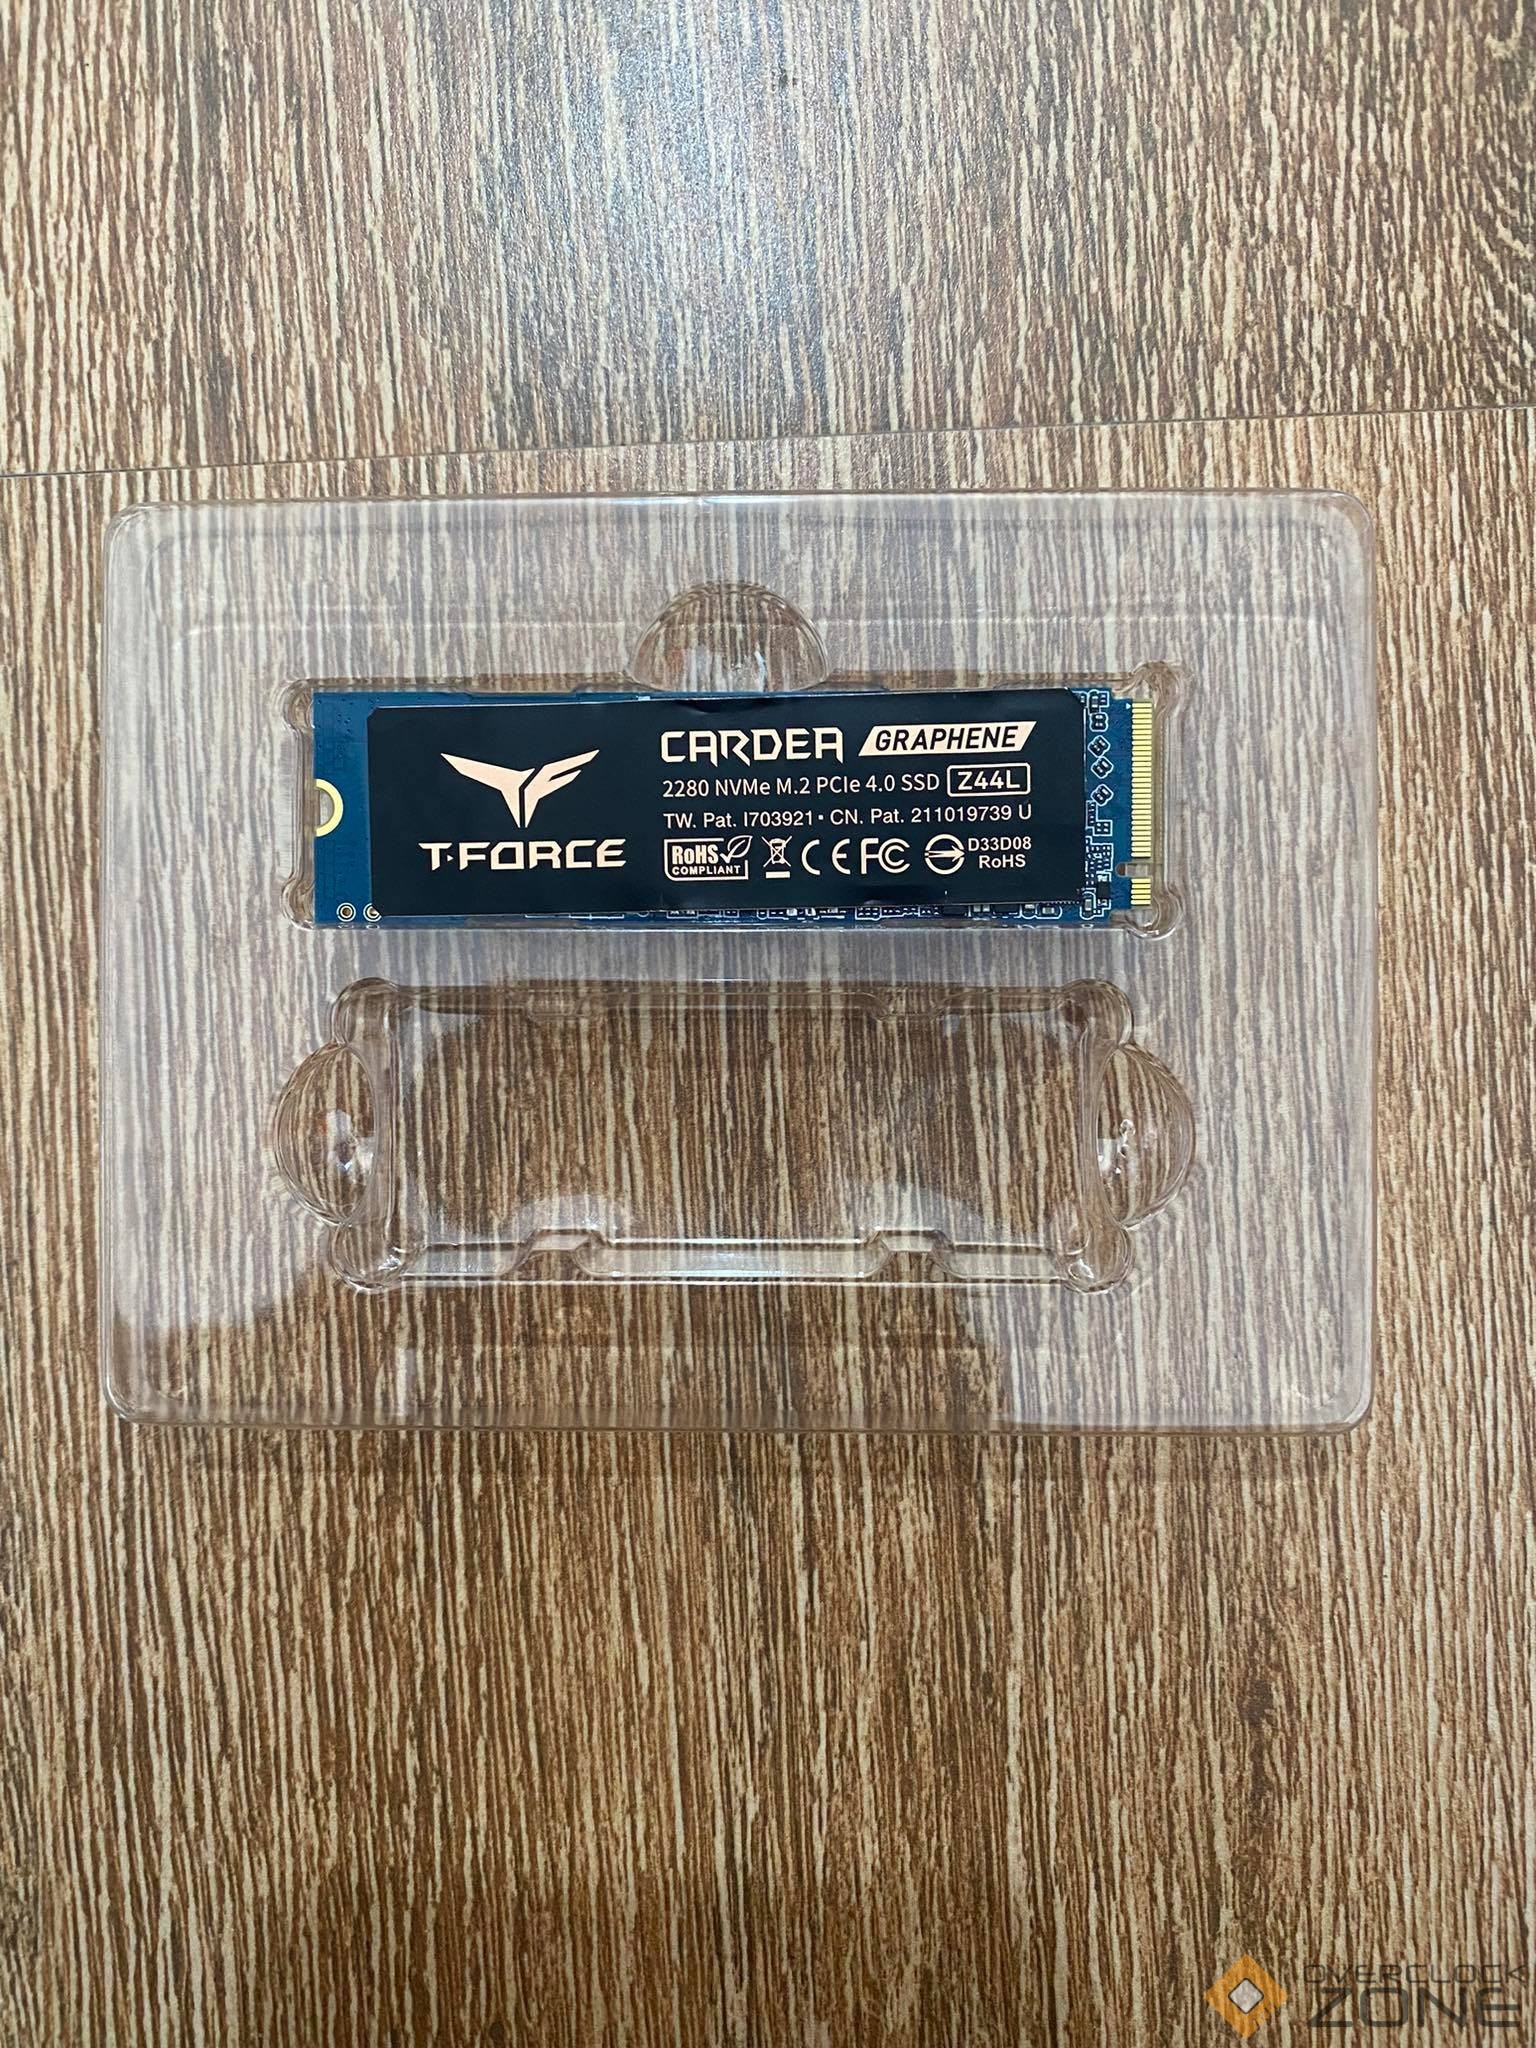 CARDEA GRAPHENE
2280 NVMe M.2 PCIe 4.0 SSD Z44L
TW. Pat. I703921 • CN. Pat. 211019739 U
T-FORCE
RoHS
COMPLIANT
CE FC
D33D08
RoHS
OVERCLOCK
ZONE